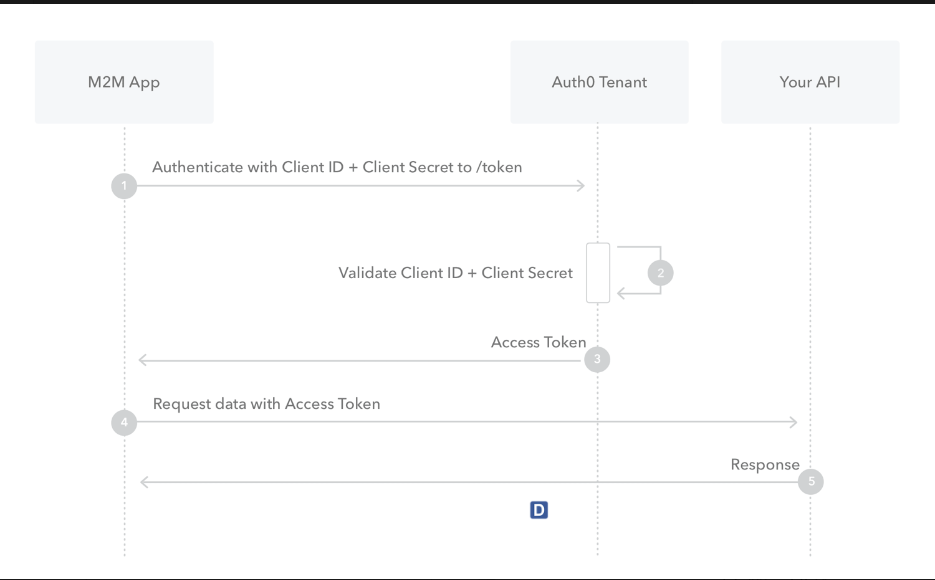 M2M App
Auth0 Tenant
Your API
Authenticate with Client ID + Client Secret to /token
1
Validate Client ID + Client Secret
2
Access Token
3
Request data with Access Token
4
Response
5
D